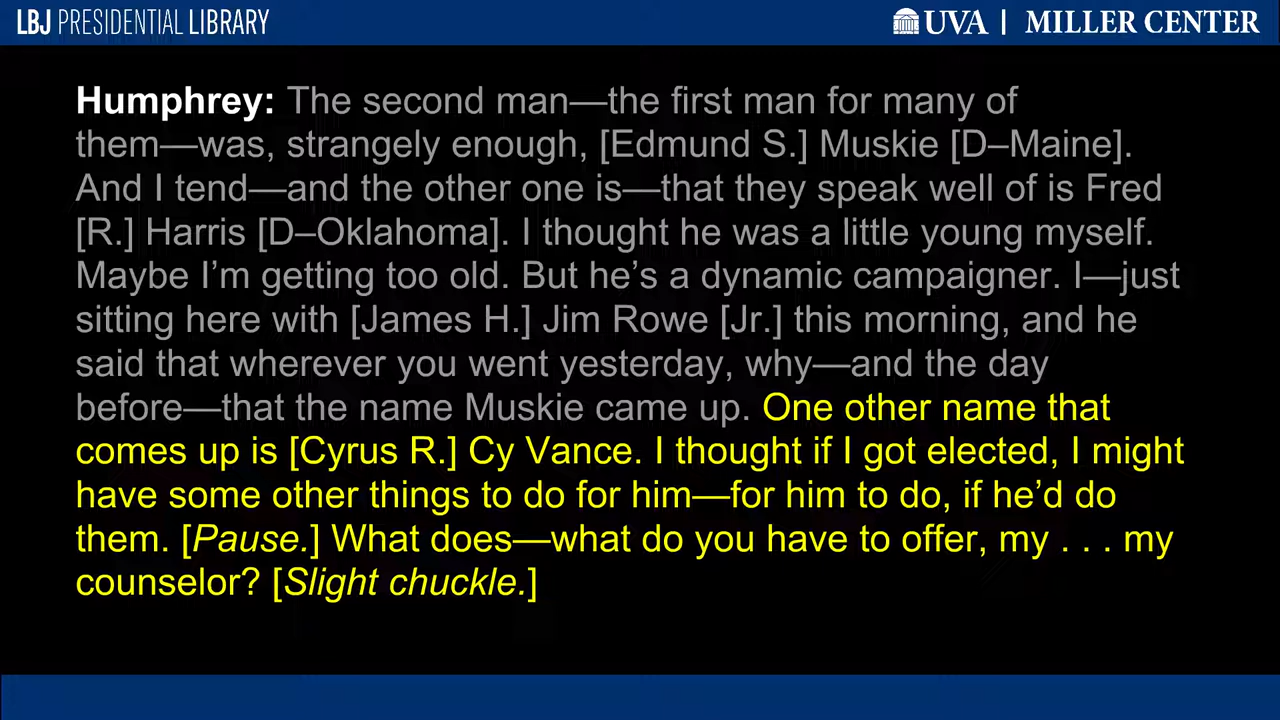 LBJ PRESIDENTIAL LIBRARY
UVA | MILLER CENTER
Humphrey: The second man—the first man for many of
them—was, strangely enough, [Edmund S.] Muskie [D–Maine].
And I tend—and the other one is—that they speak well of is Fred
[R.] Harris [D–Oklahoma]. I thought he was a little young myself.
Maybe I'm getting too old. But he's a dynamic campaigner. I—just
sitting here with [James H.] Jim Rowe [Jr.] this morning, and he
said that wherever you went yesterday, why—and the day
before—that the name Muskie came up. One other name that
comes up is [Cyrus R.] Cy Vance. I thought if I got elected, I might
have some other things to do for him—for him to do, if he'd do
them. [Pause.] What does—what do you have to offer, my . . . my
counselor? [Slight chuckle.]